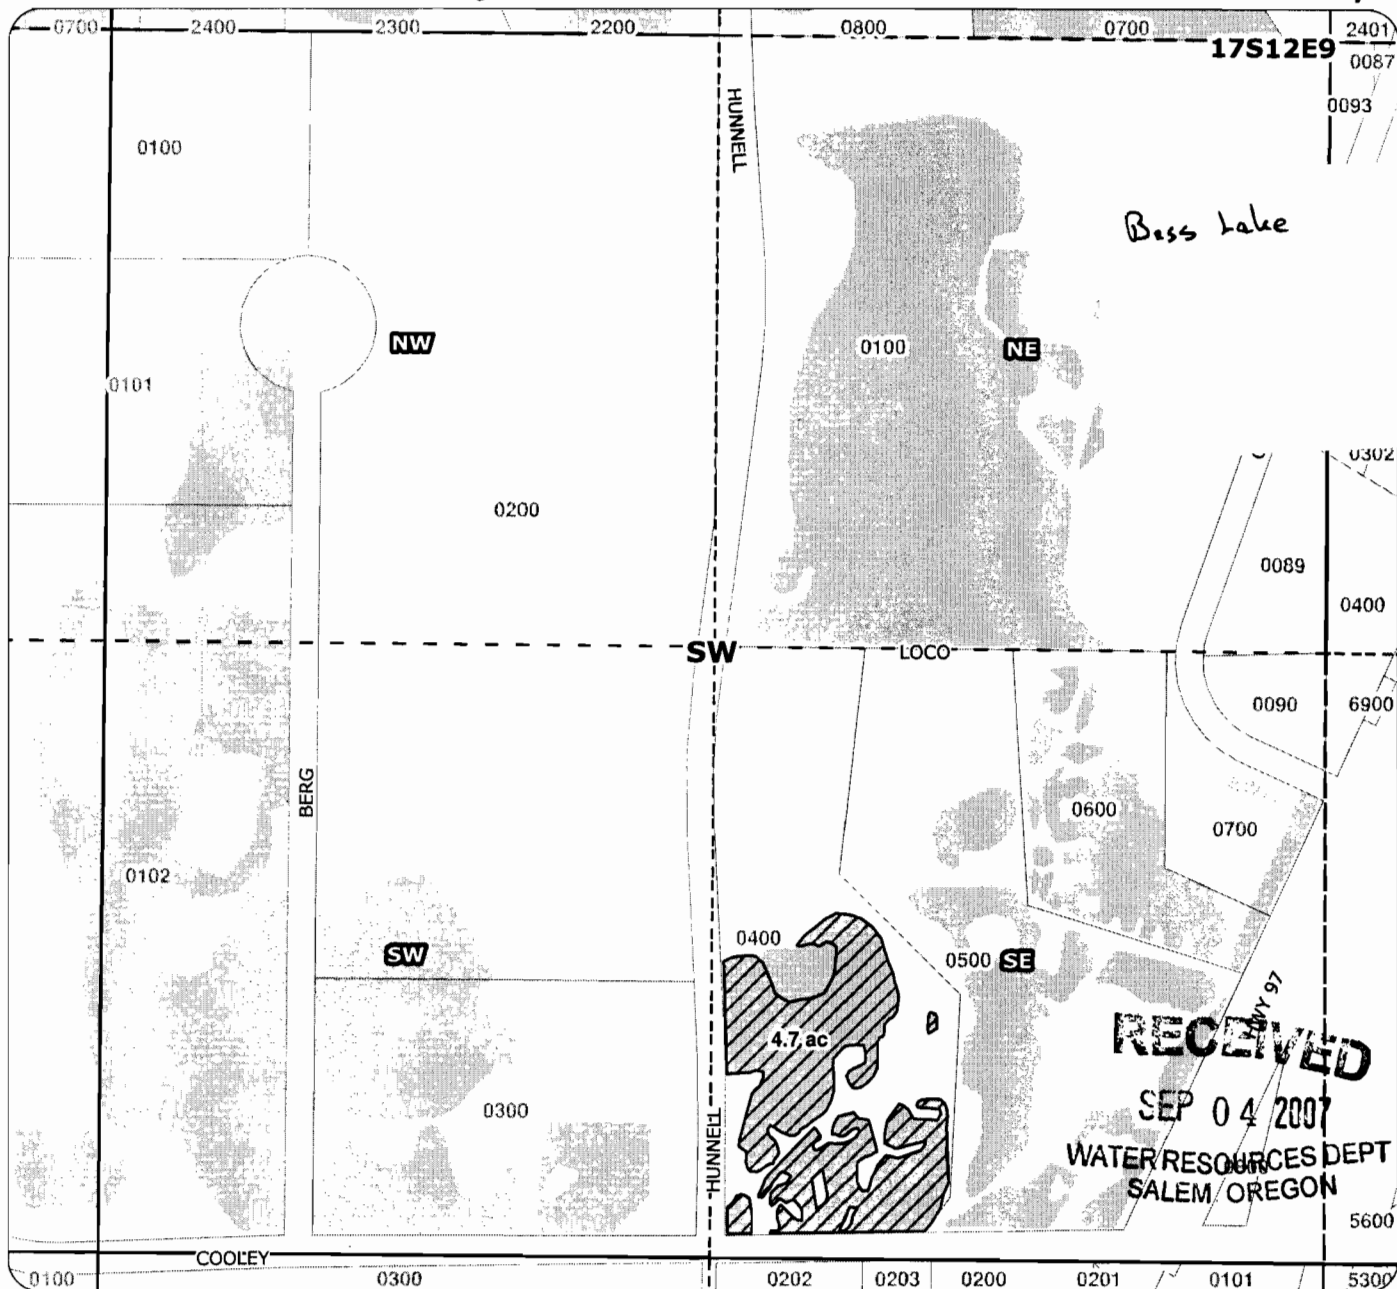 0700 2400 2300 2200 0800 0700 2401
17S12E9
0087
0093
HUNNELL
0100
Bass Lake
NW
0100
NE
0101
0302
0200
0089
0400
SW
LOCO
0090
6900
BERG
0600
0700
0102
0400
SW
0500
SE
HWY 97
4.7 ac
RECEIVED
0300
HUNNELL
SEP 04 2007
WATER RESOURCES DEPT
SALEM, OREGON
5600
COOLEY
0100 0300 0202 0203 0200 0201 0101 5300